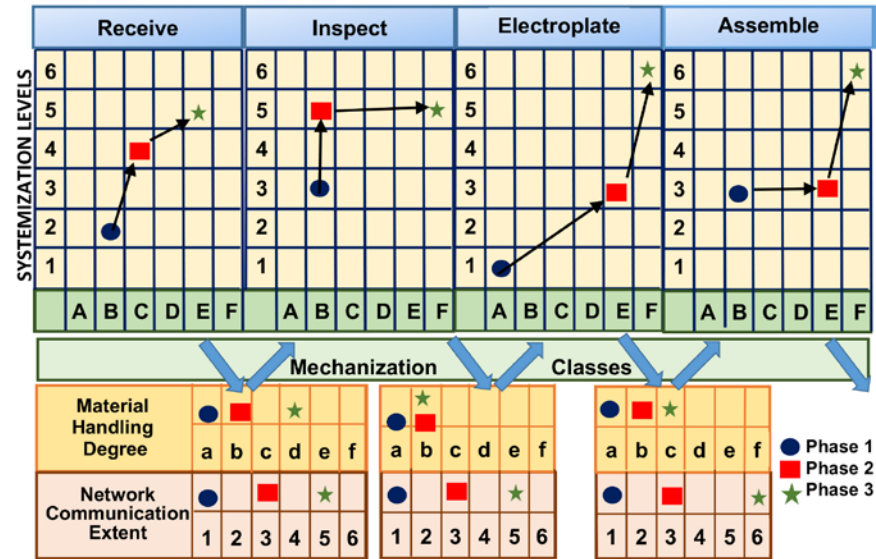 Receive Inspect Electroplate Assemble
SYSTEMIZATION LEVELS
6 6 6 6
5 5 5 5
4 4 4 4
3 3 3 3
2 2 2 2
1 1 1 1
A B C D E F A B C D E F A B C D E F A B C D E F
Mechanization Classes
Material
Handling
Degree
a b c d e f a b c d e f a b c d e f
Network
Communication
Extent
1 2 3 4 5 6 1 2 3 4 5 6 1 2 3 4 5 6
Phase 1
Phase 2
Phase 3